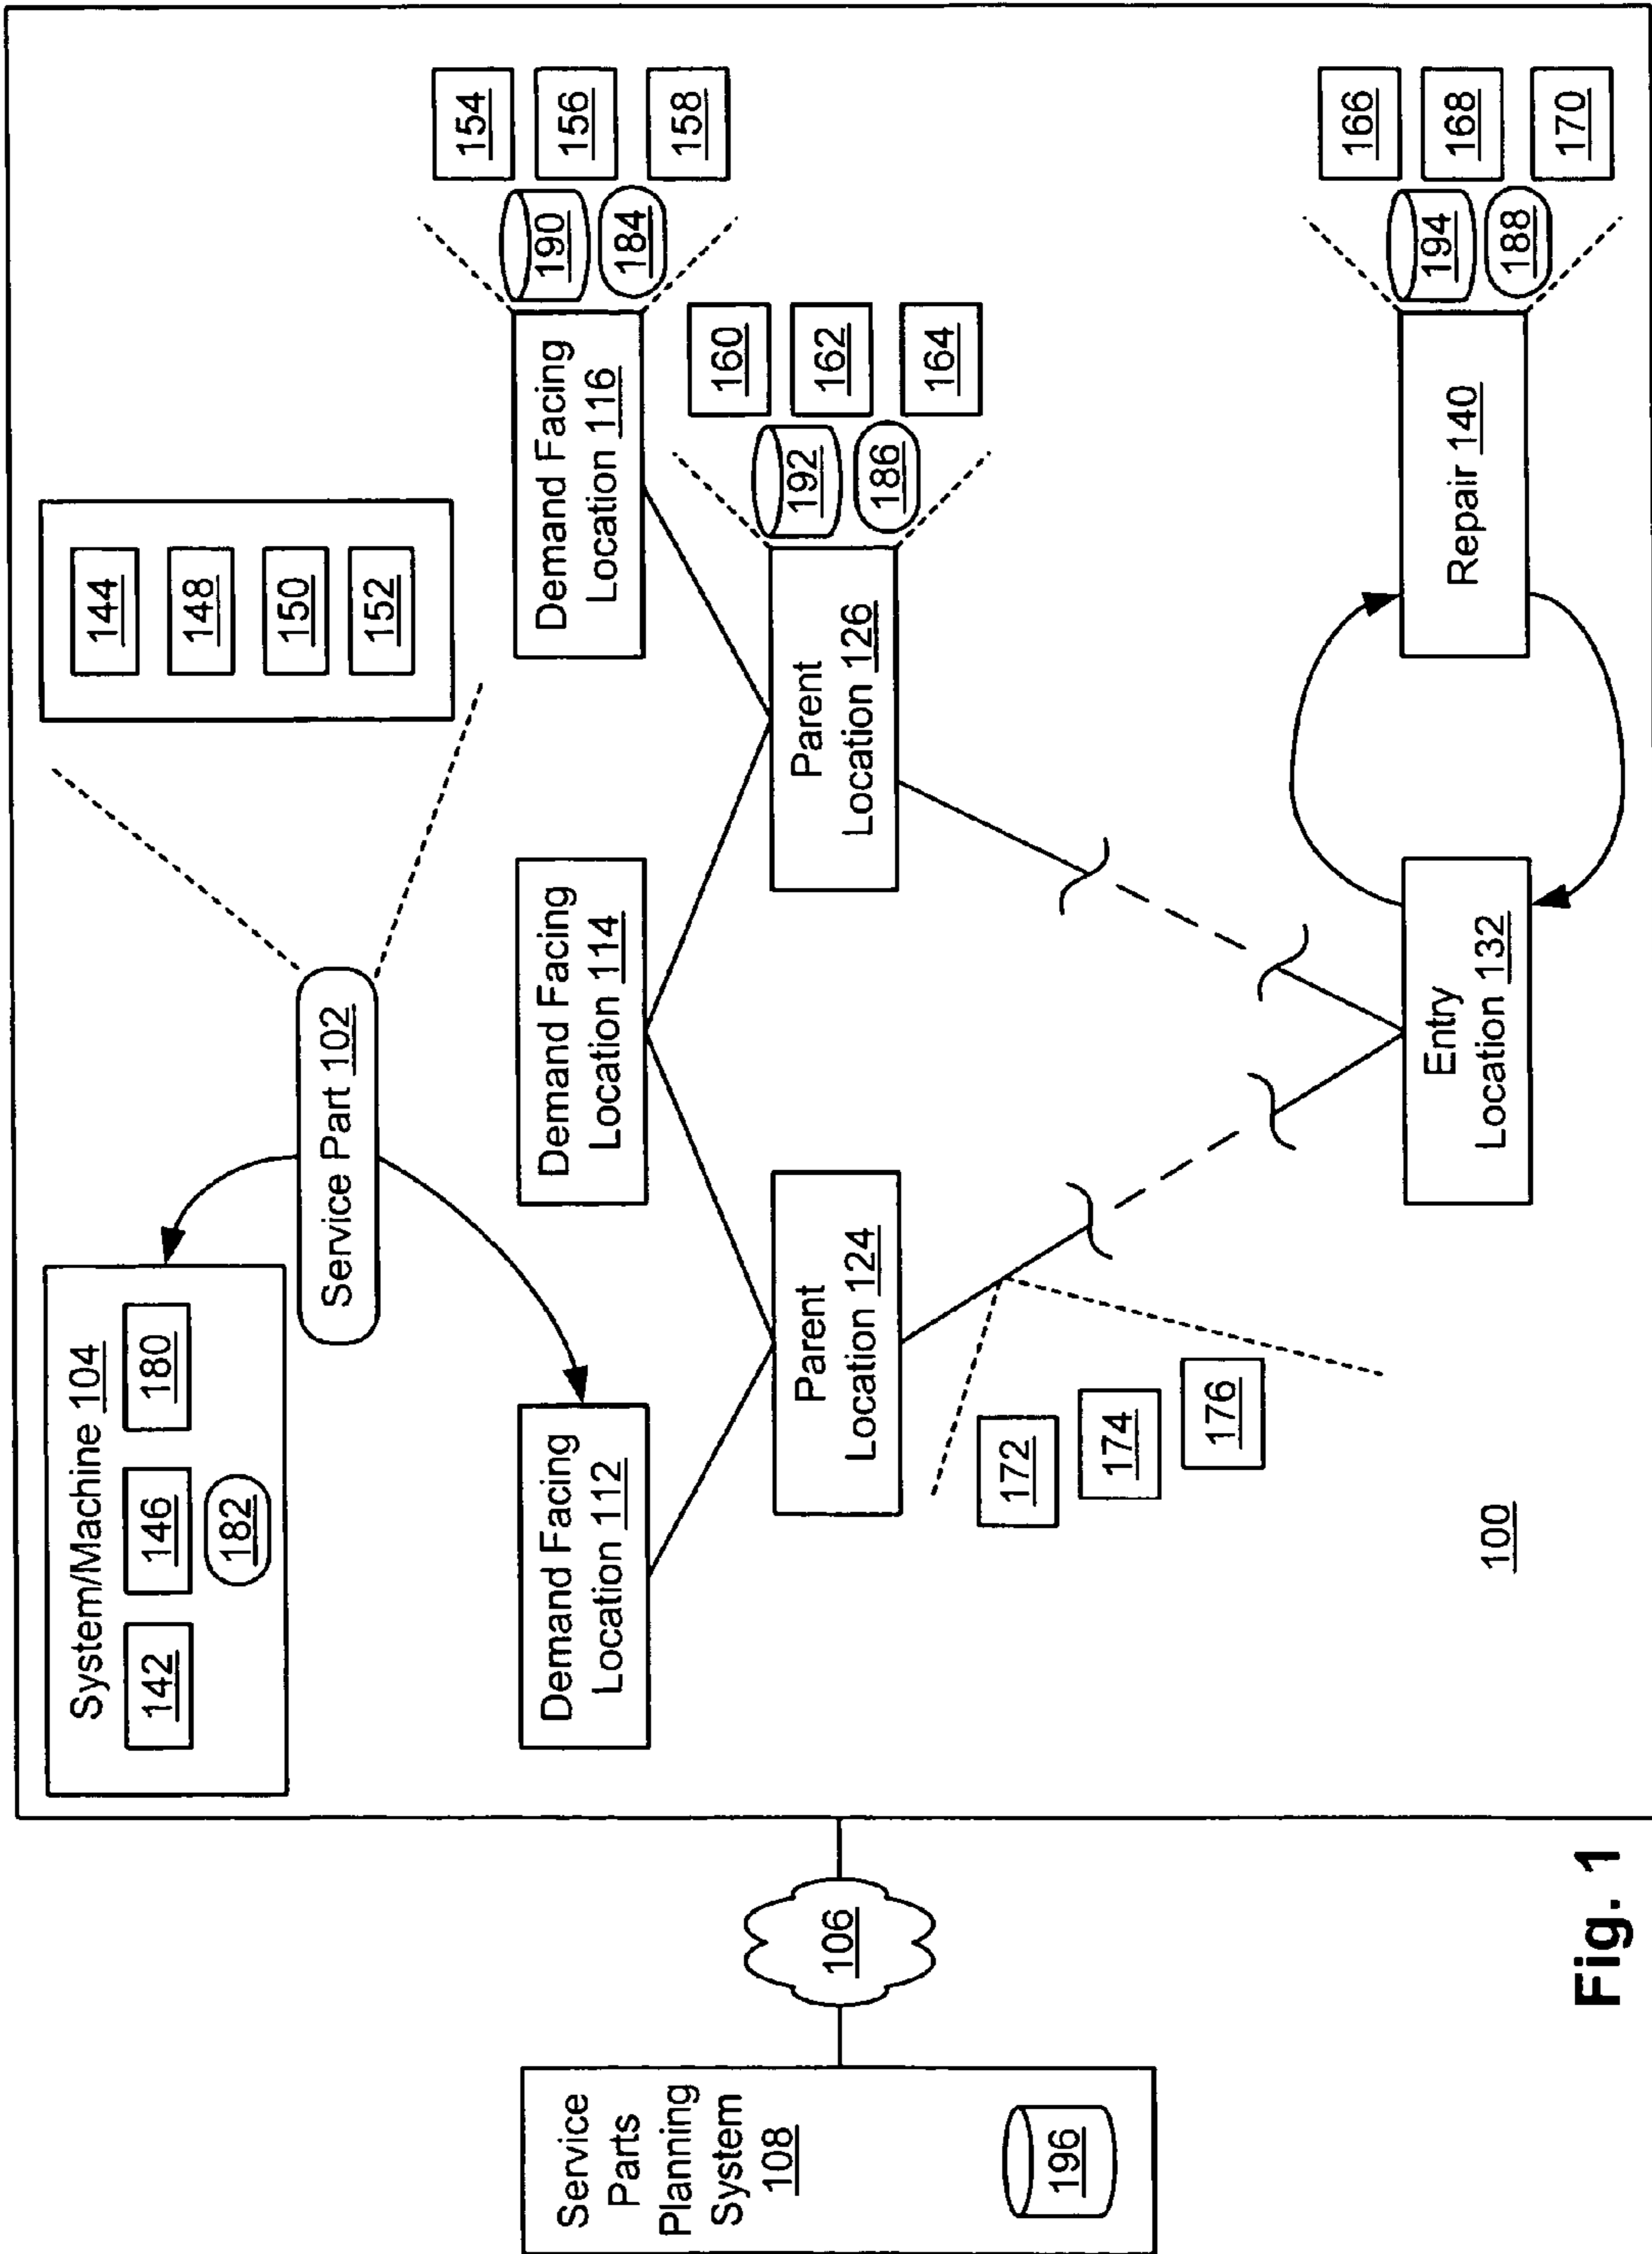 Service
Parts
Planning
System
108
196
106
System/Machine 104
142
146
180
182
Service Part 102
144
148
150
152
Demand Facing
Location 112
Demand Facing
Location 114
Demand Facing
Location 116
190
184
154
156
158
Parent
Location 124
Parent
Location 126
192
186
160
162
164
172
174
176
Entry
Location 132
Repair 140
194
188
166
168
170
100
Fig. 1